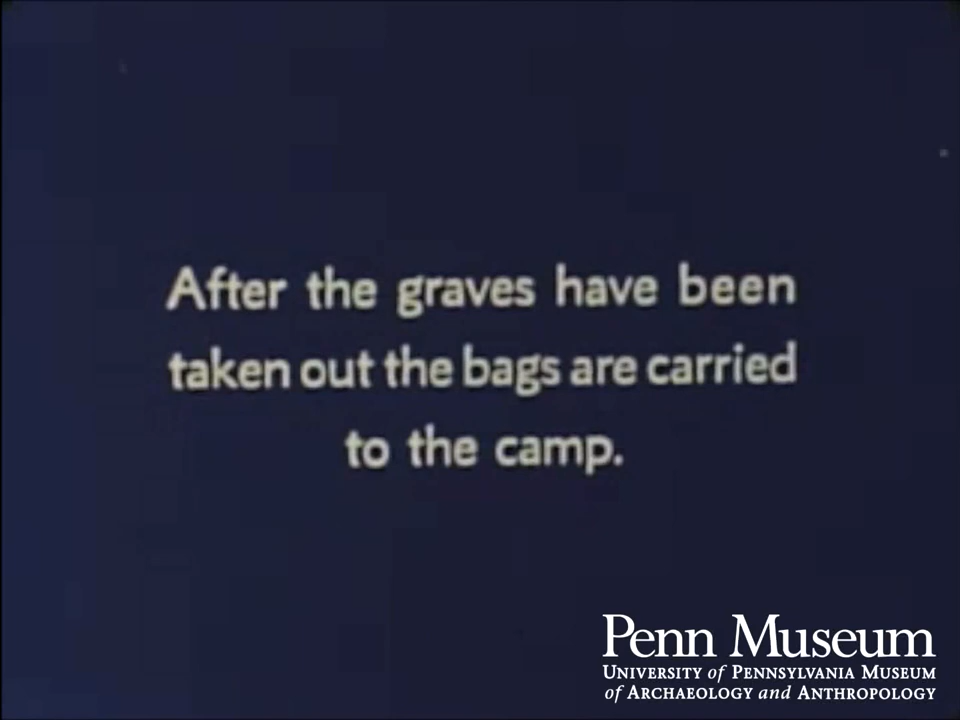 After the graves have been
taken out the bags are carried
to the camp.
Penn Museum
University of Pennsylvania Museum
of Archaeology and Anthropology